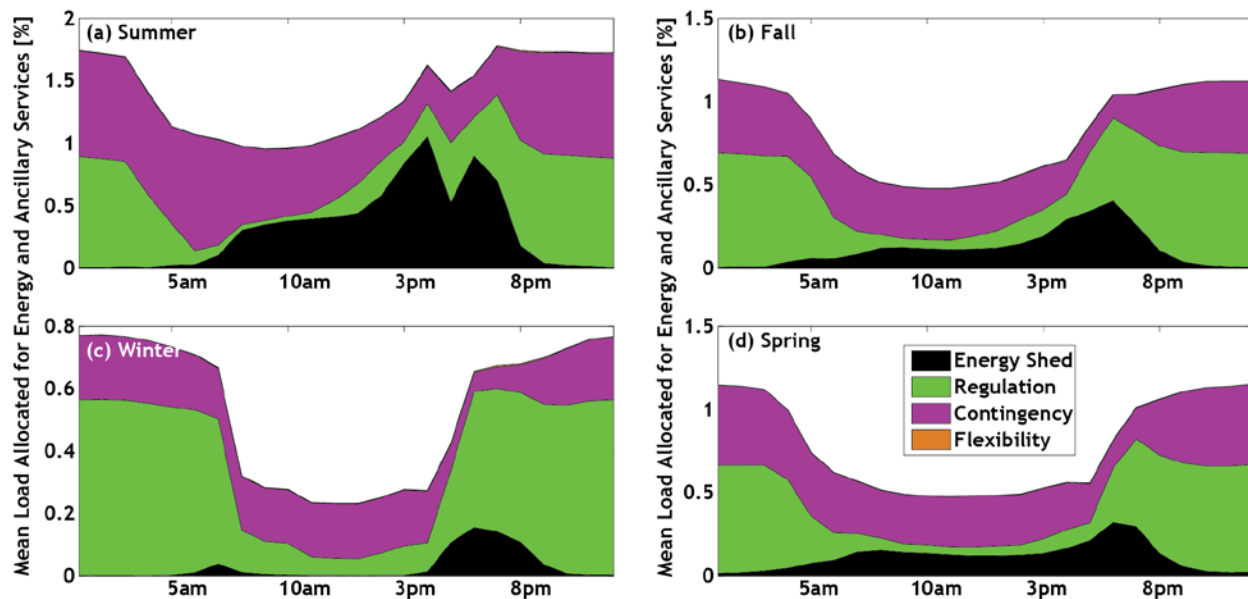 Mean Load Allocated for Energy and Ancillary Services [%]
2
1.5
1
0.5
0
(a) Summer
5am 10am 3pm 8pm
Mean Load Allocated for Energy and Ancillary Services [%]
1.5
1
0.5
0
(b) Fall
5am 10am 3pm 8pm
0.8
0.6
0.4
0.2
0
(c) Winter
5am 10am 3pm 8pm
1.5
1
0.5
0
(d) Spring
Energy Shed
Regulation
Contingency
Flexibility
5am 10am 3pm 8pm